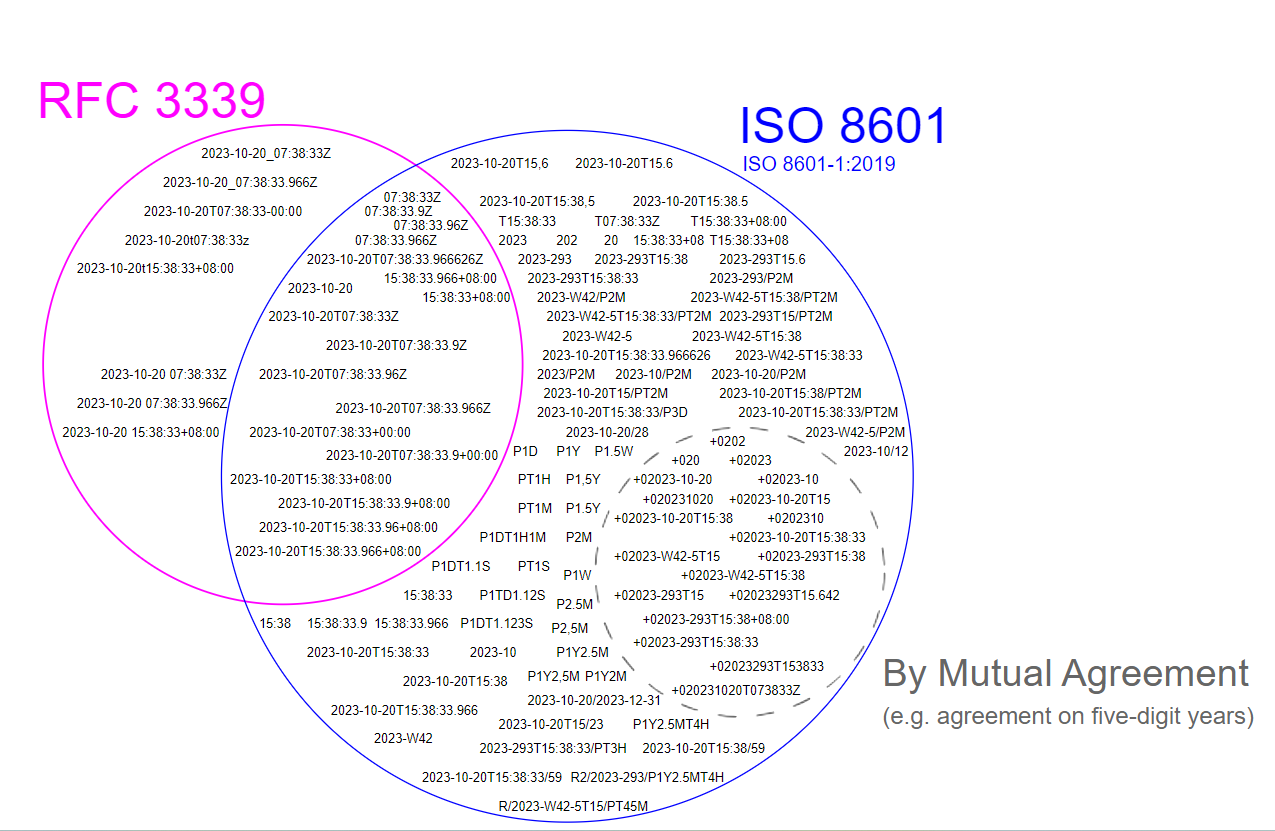 RFC 3339
ISO 8601
ISO 8601-1:2019
2023-10-20_07:38:33Z
2023-10-20T15,6 2023-10-20T15.6
2023-10-20_07:38:33.966Z
07:38:33Z 2023-10-20T15:38,5 2023-10-20T15:38.5
2023-10-20T07:38:33-00:00 07:38:33.9Z
07:38:33.96Z T15:38:33 T07:38:33Z T15:38:33+08:00
2023-10-20t07:38:33z 07:38:33.966Z 2023 202 20 15:38:33+08 T15:38:33+08
2023-10-20T07:38:33.966626Z 2023-293 2023-293T15:38 2023-293T15.6
2023-10-20t15:38:33+08:00
15:38:33.966+08:00 2023-293T15:38:33 2023-293/P2M
2023-10-20
15:38:33+08:00 2023-W42/P2M 2023-W42-5T15:38/PT2M
2023-10-20T07:38:33Z 2023-W42-5T15:38:33/PT2M 2023-293T15/PT2M
2023-W42-5 2023-W42-5T15:38
2023-10-20T07:38:33.9Z
2023-10-20T15:38:33.966626 2023-W42-5T15:38:33
2023-10-20 07:38:33Z 2023-10-20T07:38:33.96Z 2023/P2M 2023-10/P2M 2023-10-20/P2M
2023-10-20T15/PT2M 2023-10-20T15:38/PT2M
2023-10-20 07:38:33.966Z 2023-10-20T07:38:33.966Z 2023-10-20T15:38:33/P3D 2023-10-20T15:38:33/PT2M
2023-10-20 15:38:33+08:00 2023-10-20T07:38:33+00:00 2023-10-20/28 2023-W42-5/P2M
+0202
2023-10-20T07:38:33.9+00:00 P1D P1Y P1.5W 2023-10/12
+020 +02023
2023-10-20T15:38:33+08:00 PT1H P1,5Y +02023-10-20 +02023-10
+020231020 +02023-10-20T15
2023-10-20T15:38:33.9+08:00 PT1M P1.5Y
+02023-10-20T15:38 +0202310
2023-10-20T15:38:33.96+08:00
P1DT1H1M P2M +02023-10-20T15:38:33
2023-10-20T15:38:33.966+08:00 +02023-W42-5T15 +02023-293T15:38
P1DT1.1S PT1S P1W +02023-W42-5T15:38
15:38:33 P1TD1.12S P2.5M +02023-293T15 +02023293T15.642
15:38 15:38:33.9 15:38:33.966 P1DT1.123S P2,5M +02023-293T15:38+08:00
+02023-293T15:38:33
2023-10-20T15:38:33 2023-10 P1Y2.5M
+02023293T153833
By Mutual Agreement
2023-10-20T15:38 P1Y2,5M P1Y2M
+020231020T073833Z
2023-10-20/2023-12-31
2023-10-20T15:38:33.966
(e.g. agreement on five-digit years)
2023-10-20T15/23 P1Y2.5MT4H
2023-W42
2023-293T15:38:33/PT3H 2023-10-20T15:38/59
2023-10-20T15:38:33/59 R2/2023-293/P1Y2.5MT4H
R/2023-W42-5T15/PT45M